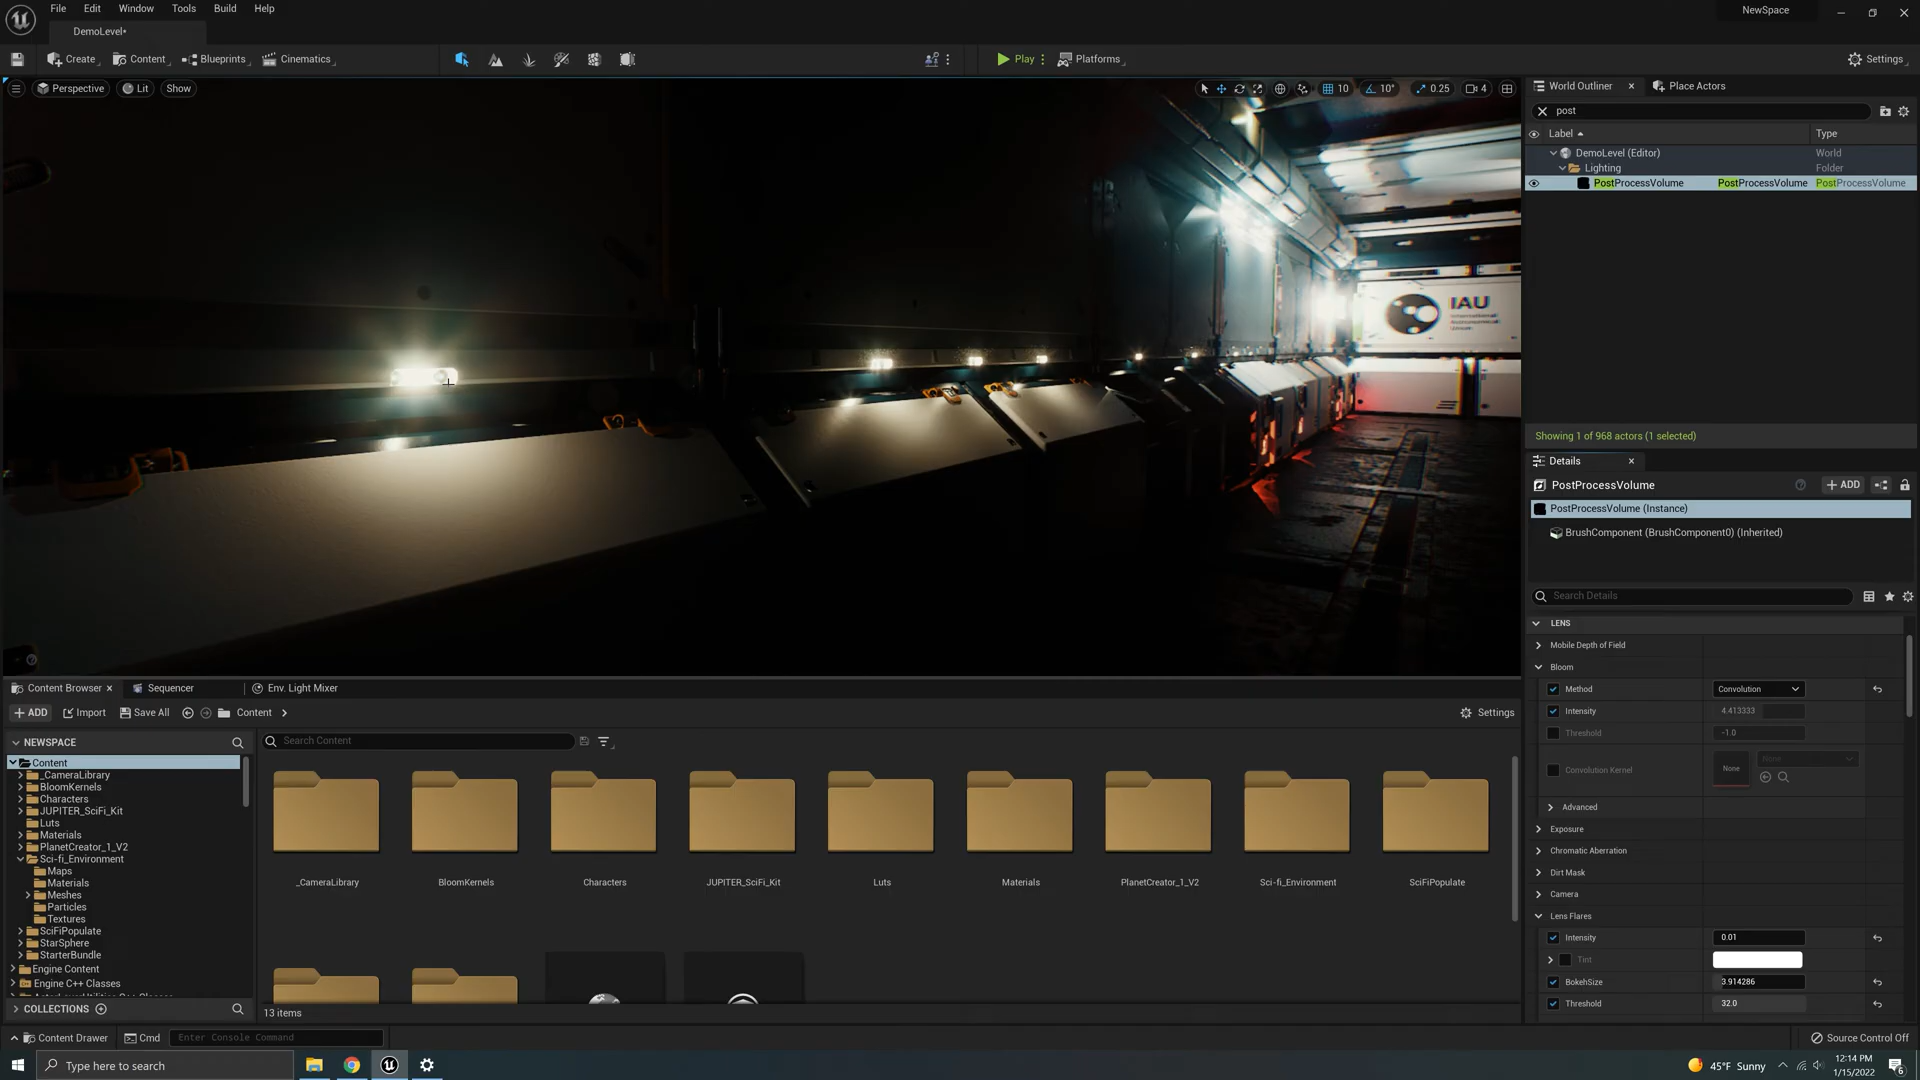 File Edit Window Tools Build Help
NewSpace
DemoLevel*
Create Content Blueprints Cinematics Play Platforms Settings
Perspective Lit Show 10 10° 0.25 4
World Outliner Place Actors
post
Label Type
DemoLevel (Editor) World
Lighting Folder
PostProcessVolume PostProcessVolume PostProcessVolume
IAU
Showing 1 of 968 actors (1 selected)
Details
PostProcessVolume ADD
PostProcessVolume (Instance)
BrushComponent (BrushComponent0) (Inherited)
Search Details
LENS
Mobile Depth of Field
Bloom
Method Convolution
Intensity 4.413333
Threshold -1.0
Convolution Kernel None None
Advanced
Exposure
Chromatic Aberration
Dirt Mask
Camera
Lens Flares
Intensity 0.01
Tint
BokehSize 3.914286
Threshold 32.0
Content Browser Sequencer Env. Light Mixer
ADD Import Save All Content Settings
NEWSPACE
Search Content
Content
_CameraLibrary
BloomKernels
Characters
JUPITER_SciFi_Kit
Luts
Materials
PlanetCreator_1_V2
Sci-fi_Environment
Maps
Materials
Meshes
Particles
Textures
SciFiPopulate
StarSphere
StarterBundle
Engine Content
Engine C++ Classes
COLLECTIONS
_CameraLibrary BloomKernels Characters JUPITER_SciFi_Kit Luts Materials PlanetCreator_1_V2 Sci-fi_Environment SciFiPopulate
13 items
Content Drawer Cmd Enter Console Command Source Control Off
Type here to search
45°F Sunny
12:14 PM
1/15/2022
6